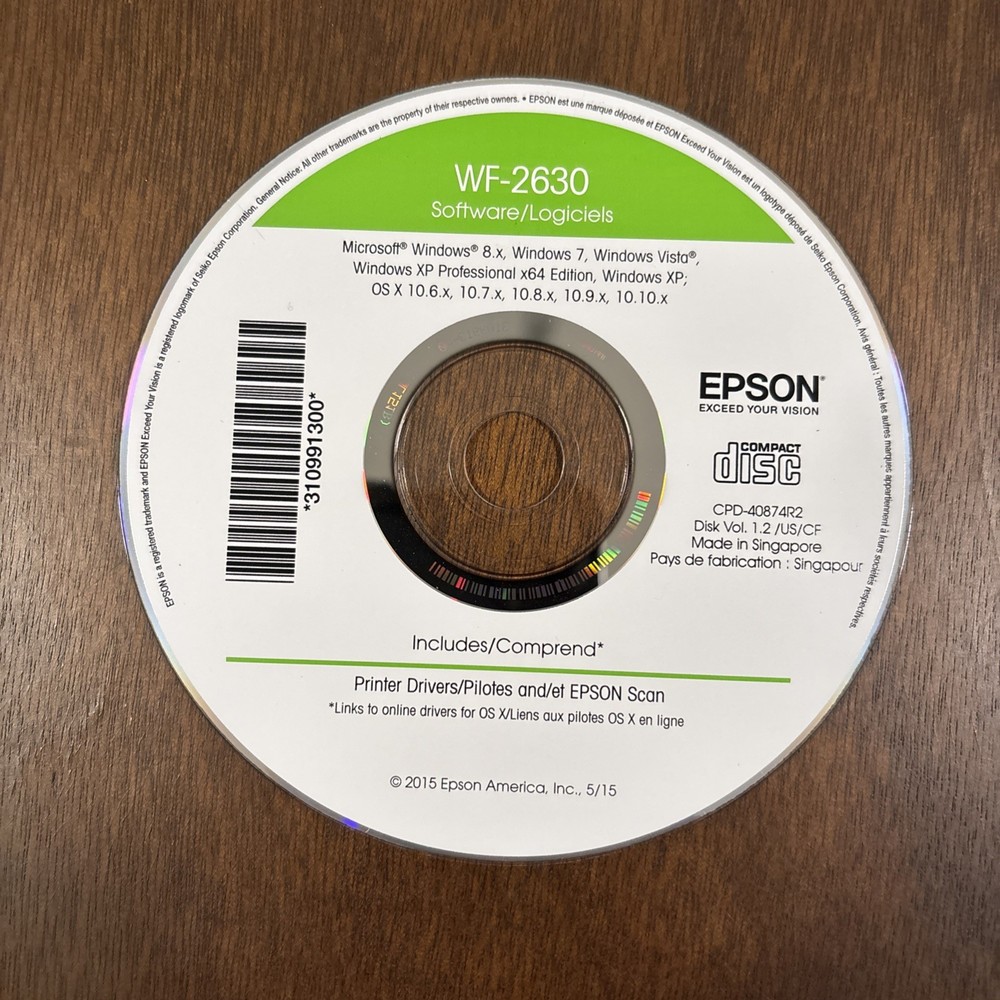 EPSON is a registered trademark and EPSON Exceed Your Vision is a registered logomark of Seiko Epson Corporation. General Notice: All other trademarks are the property of their respective owners. • EPSON est une marque déposée et EPSON Exceed Your Vision est un logotype déposé de Seiko Epson Corporation. Avis général : Toutes les autres marques appartiennent à leurs sociétés respectives.
WF-2630
Software/Logiciels
Microsoft® Windows® 8.x, Windows 7, Windows Vista®,
Windows XP Professional x64 Edition, Windows XP;
OS X 10.6.x, 10.7.x, 10.8.x, 10.9.x, 10.10.x
*310991300*
EPSON®
EXCEED YOUR VISION
COMPACT
disc
CPD-40874R2
Disk Vol. 1.2 /US/CF
Made in Singapore
Pays de fabrication : Singapour
Includes/Comprend*
Printer Drivers/Pilotes and/et EPSON Scan
*Links to online drivers for OS X/Liens aux pilotes OS X en ligne
© 2015 Epson America, Inc., 5/15